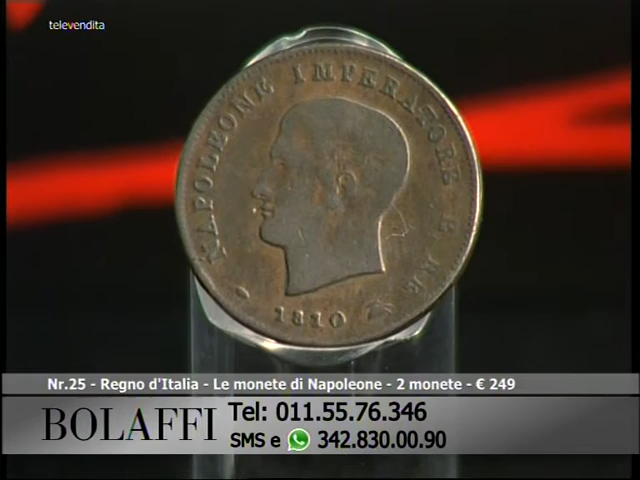 televendita
NAPOLEONE IMPERATORE E RE
1810
Nr.25 - Regno d'Italia - Le monete di Napoleone - 2 monete - € 249
BOLAFFI
Tel: 011.55.76.346
SMS e 342.830.00.90